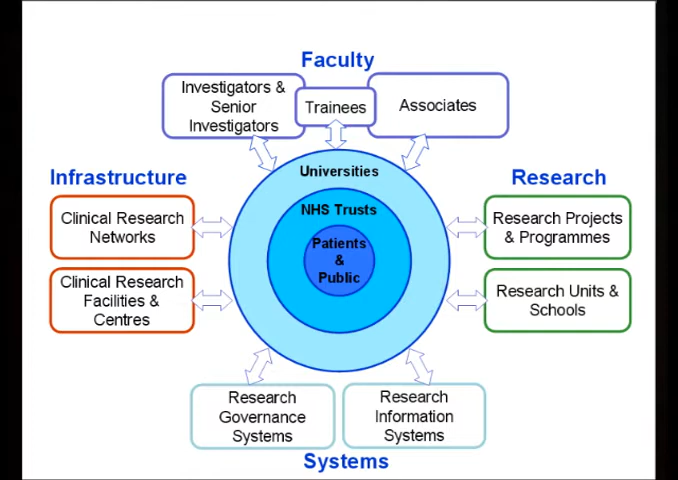 Faculty
Investigators &
Senior
Investigators
Trainees
Associates
Infrastructure
Clinical Research
Networks
Clinical Research
Facilities &
Centres
Universities
NHS Trusts
Patients
&
Public
Research
Research Projects
& Programmes
Research Units &
Schools
Research
Governance
Systems
Research
Information
Systems
Systems